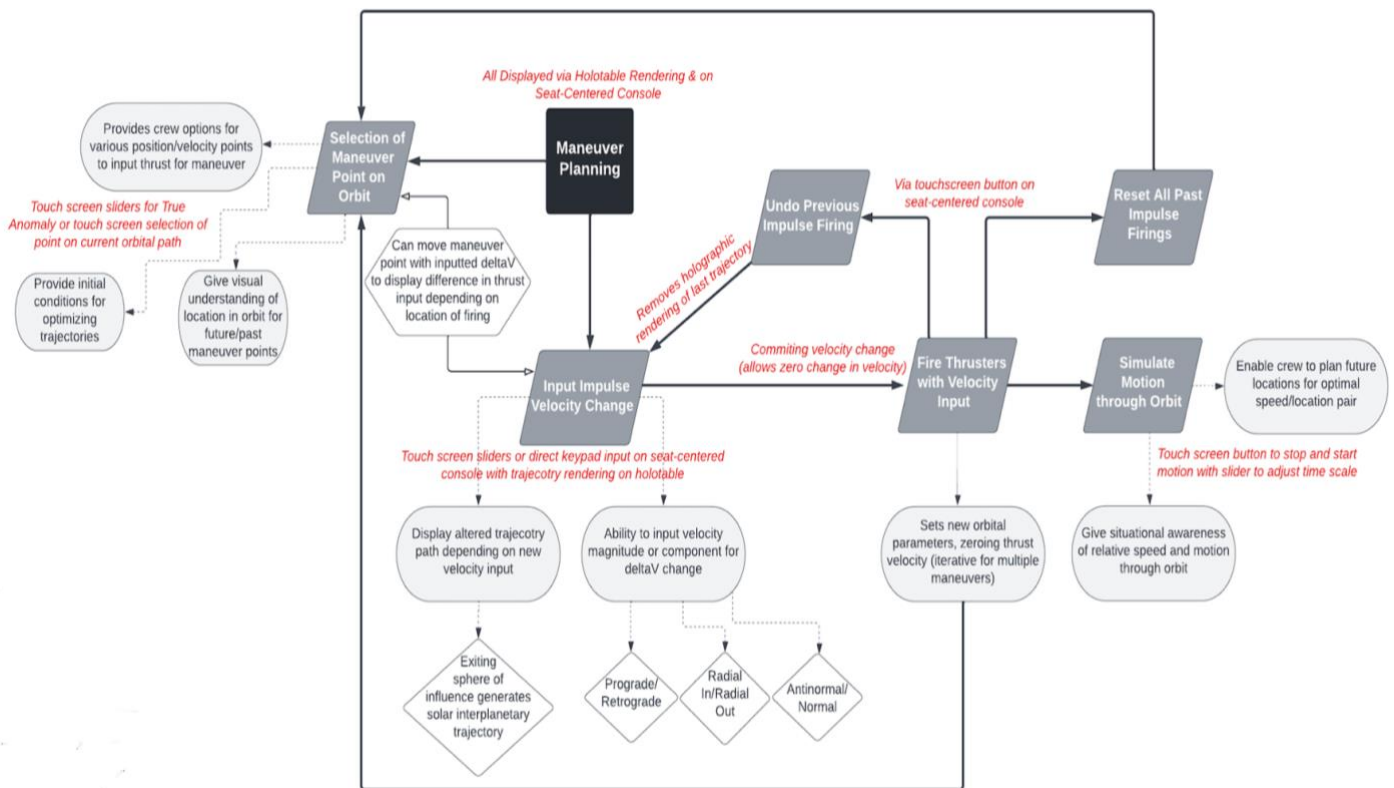 All Displayed via Holotable Rendering & on
Seat-Centered Console
Maneuver
Planning
Selection of
Maneuver
Point on
Orbit
Provides crew options for
various position/velocity points
to input thrust for maneuver
Touch screen sliders for True
Anomaly or touch screen selection of
point on current orbital path
Provide initial
conditions for
optimizing
trajectories
Give visual
understanding of
location in orbit for
future/past
maneuver points
Can move maneuver
point with inputted deltaV
to display difference in thrust
input depending on
location of firing
Undo Previous
Impulse Firing
Via touchscreen button on
seat-centered console
Reset All Past
Impulse
Firings
Removes holographic
rendering of last trajectory
Input Impulse
Velocity Change
Commiting velocity change
(allows zero change in velocity)
Fire Thrusters
with Velocity
Input
Simulate
Motion
through Orbit
Enable crew to plan future
locations for optimal
speed/location pair
Touch screen sliders or direct keypad input on seat-centered
console with trajecotry rendering on holotable
Touch screen button to stop and start
motion with slider to adjust time scale
Display altered trajecotry
path depending on new
velocity input
Ability to input velocity
magnitude or component for
deltaV change
Sets new orbital
parameters, zeroing thrust
velocity (iterative for multiple
maneuvers)
Give situational awareness
of relative speed and motion
through orbit
Exiting
sphere of
influence generates
solar interplanetary
trajectory
Prograde/
Retrograde
Radial
In/Radial
Out
Antinormal/
Normal